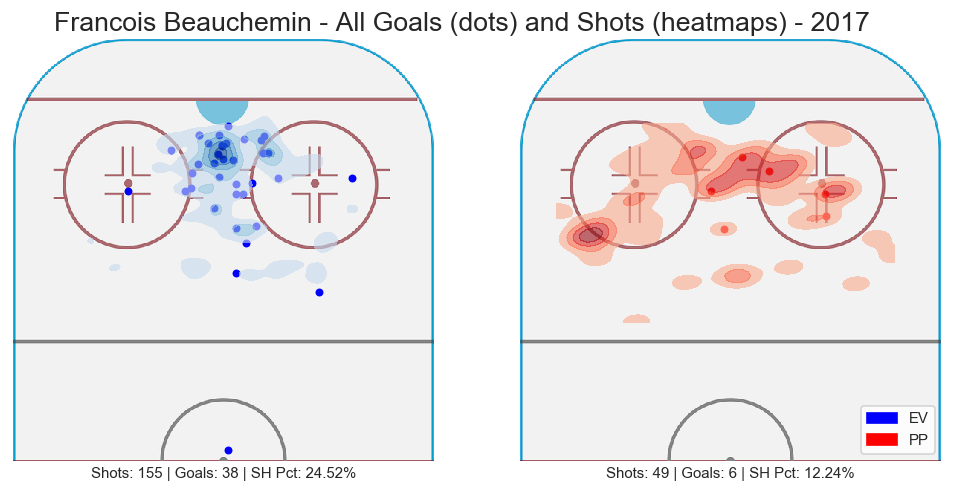 Francois Beauchemin - All Goals (dots) and Shots (heatmaps) - 2017
EV
PP
Shots: 155 | Goals: 38 | SH Pct: 24.52%
Shots: 49 | Goals: 6 | SH Pct: 12.24%